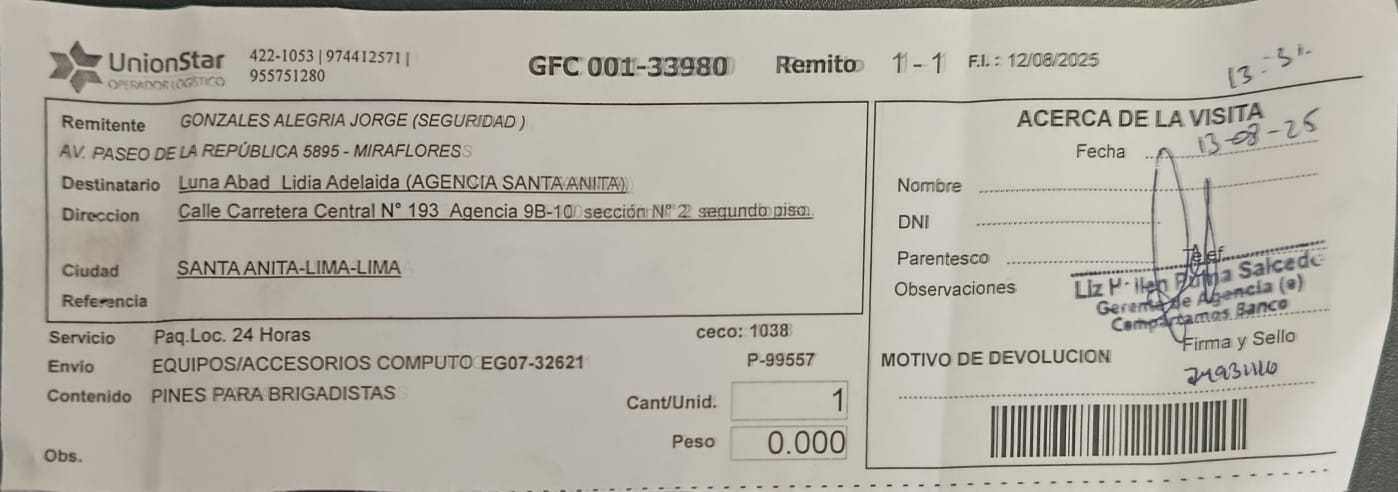 UnionStar
OPERADOR LOGÍSTICO
422-1053 | 974412571 |
955751280
GFC 001-33980 Remito 1 - 1 F.I. : 12/08/2025
Remitente GONZALES ALEGRIA JORGE (SEGURIDAD )
AV. PASEO DE LA REPÚBLICA 5895 - MIRAFLORES
Destinatario Luna Abad Lidia Adelaida (AGENCIA SANTA ANITA)
Direccion Calle Carretera Central N° 193 Agencia 9B-10 sección N° 2 segundo piso.
Ciudad SANTA ANITA-LIMA-LIMA
Referencia
Servicio Paq.Loc. 24 Horas ceco: 1038
Envio EQUIPOS/ACCESORIOS COMPUTO EG07-32621 P-99557
Contenido PINES PARA BRIGADISTAS
Cant/Unid. 1
Peso 0.000
Obs.
ACERCA DE LA VISITA
Fecha 13-08-25
Nombre
DNI
Parentesco Telef
Observaciones
Liz Puma Salcedo
Gerente de Agencia (e)
Compartamos Banco
Firma y Sello
MOTIVO DE DEVOLUCION